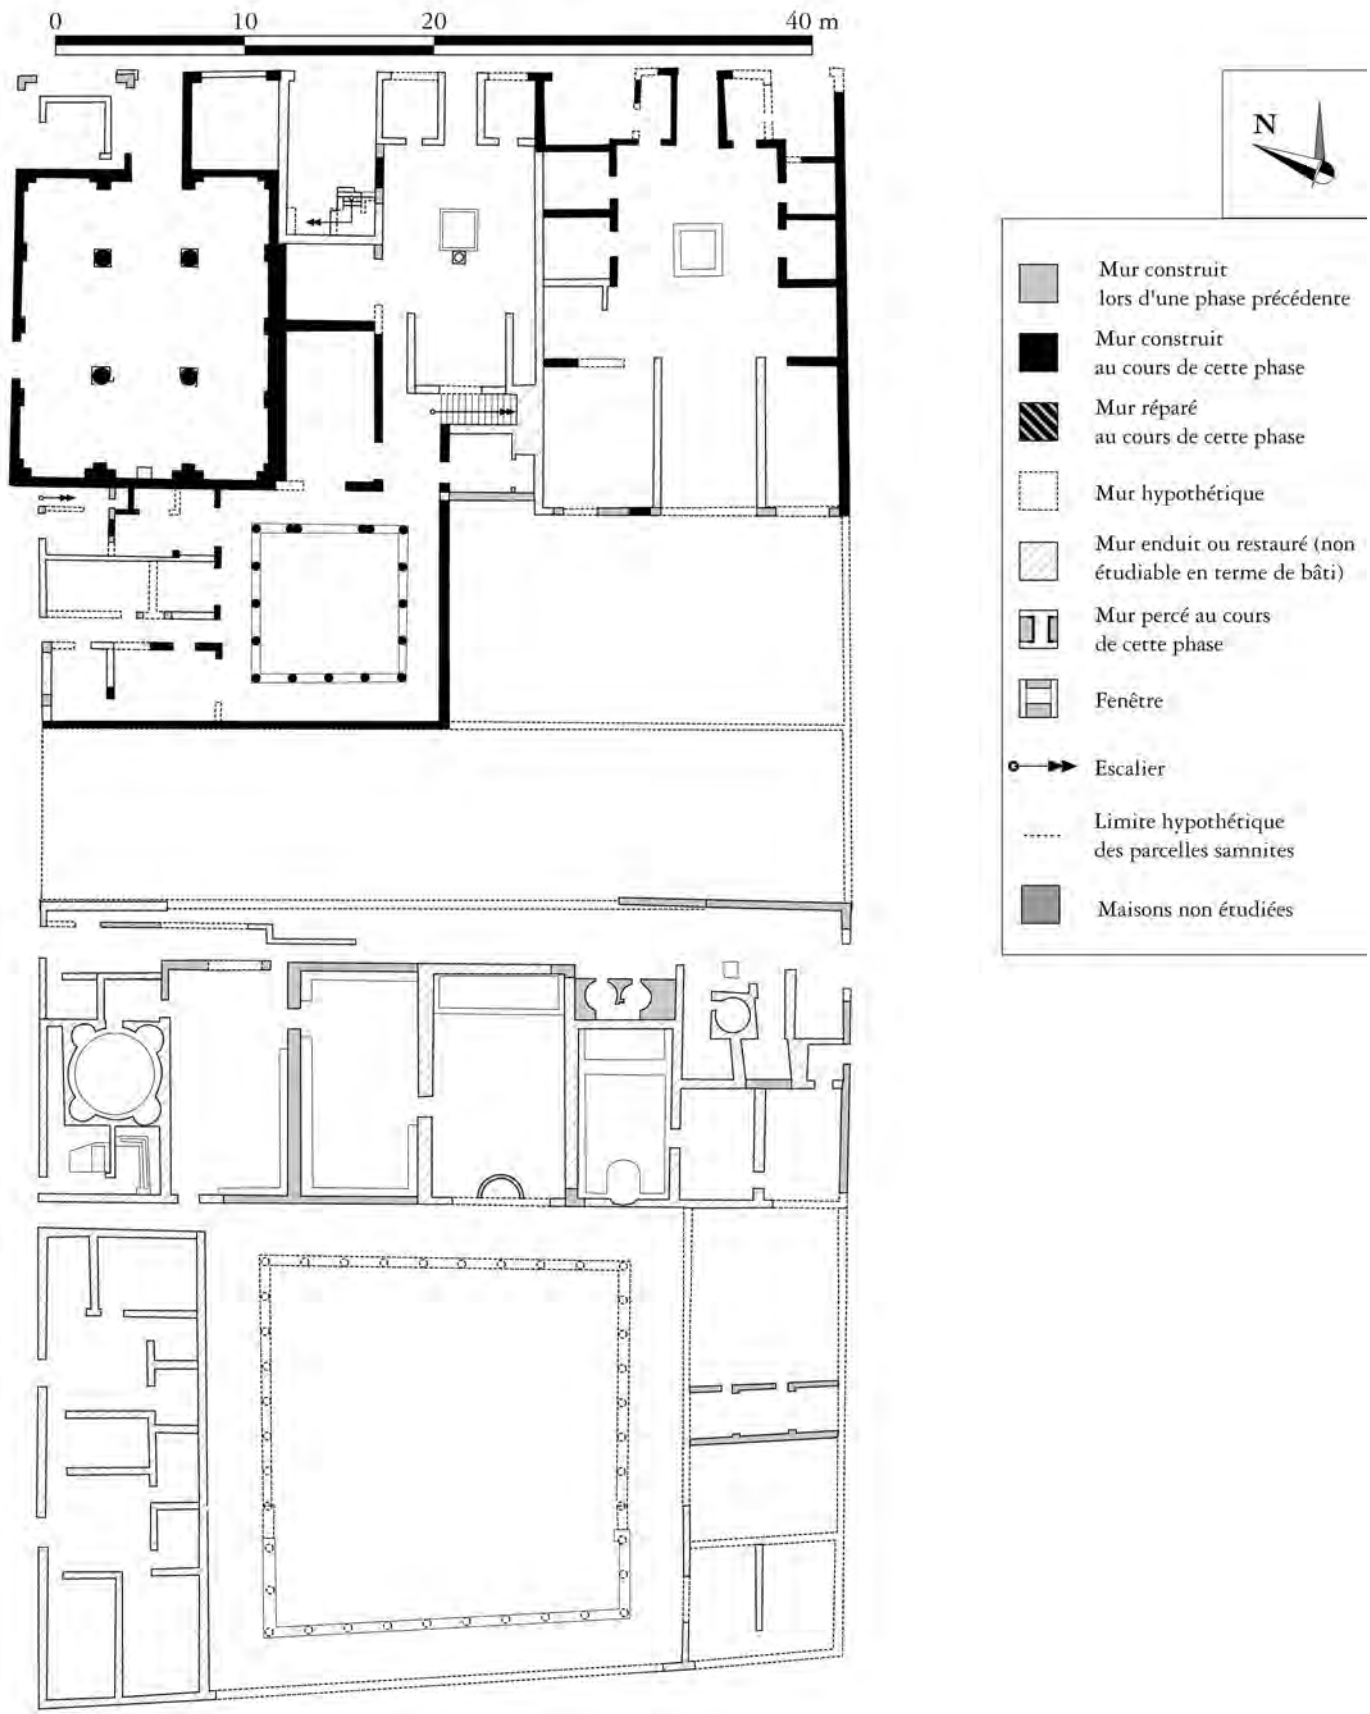 0 10 20 40 m
N
Mur construit
lors d'une phase précédente
Mur construit
au cours de cette phase
Mur réparé
au cours de cette phase
Mur hypothétique
Mur enduit ou restauré (non
étudiable en terme de bâti)
Mur percé au cours
de cette phase
Fenêtre
Escalier
Limite hypothétique
des parcelles samnites
Maisons non étudiées